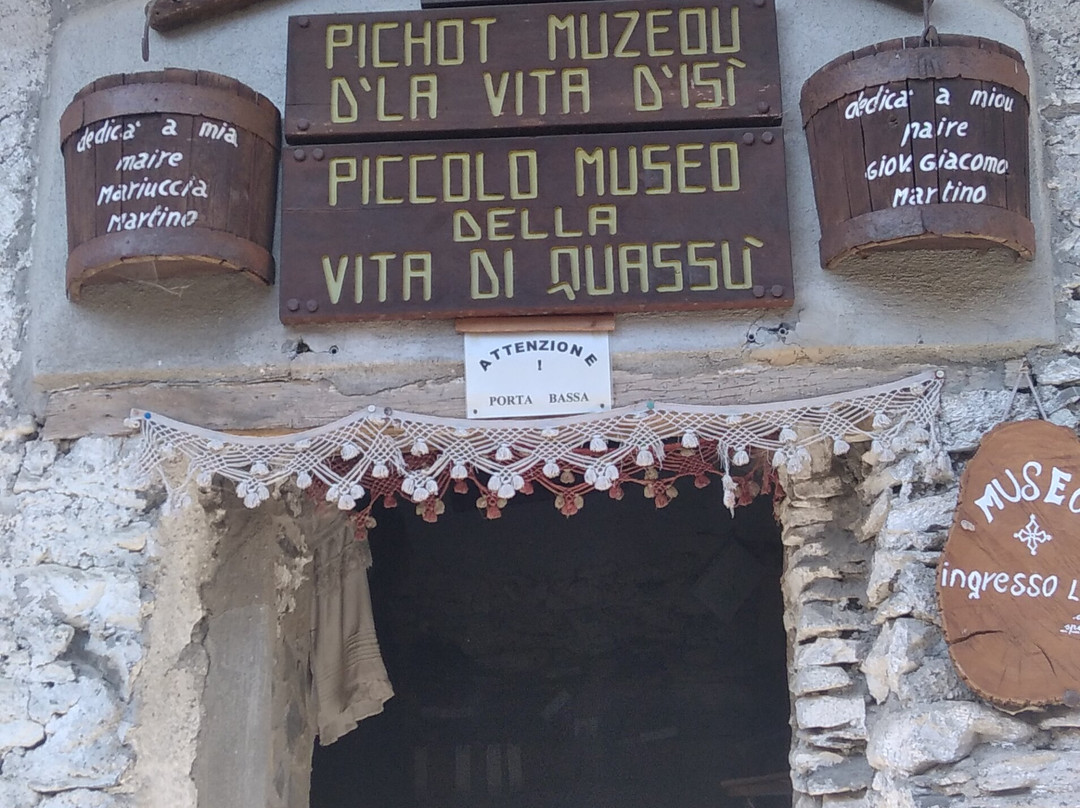 PICHOT MUZEOU
D'LA VITA D'ISÌ
PICCOLO MUSEO
DELLA
VITA DI QUASSÙ
dedica' a mia
maire
Mariuccia
Martino
dedica' a miou
paire
Giov. Giacomo
Martino
ATTENZIONE
!
PORTA BASSA
MUSEO
ingresso L